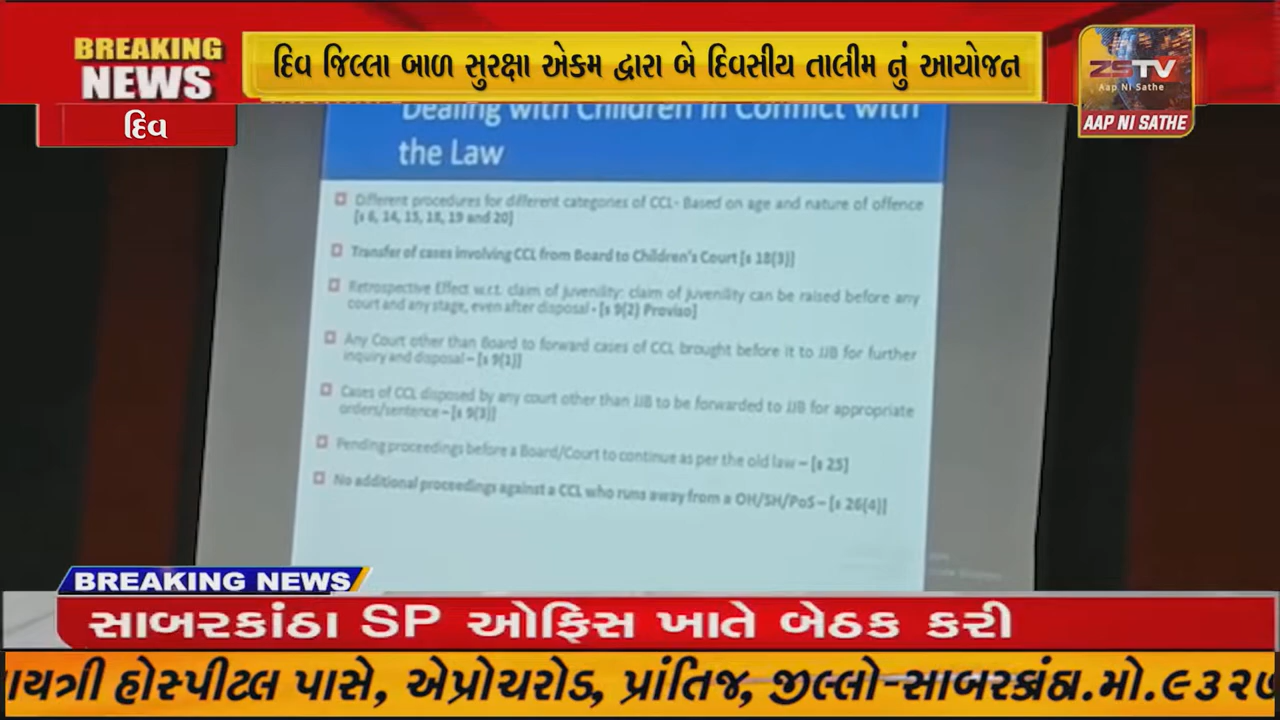 BREAKING
NEWS
દિવ જિલ્લા બાળ સુરક્ષા એકમ દ્વારા બે દિવસીય તાલીમ નું આયોજન
ZSTV
Aap Ni Sathe
AAP NI SATHE
દિવ
Dealing with Children in Conflict with
the Law
Different procedures for different categories of CCL- Based on age and nature of offence
[s 6, 14, 15, 18, 19 and 20]
Transfer of cases involving CCL from Board to Children's Court [s 18(3)]
Retrospective Effect w.r.t. claim of juvenility: claim of juvenility can be raised before any
court and any stage, even after disposal - [s 9(2) Proviso]
Any Court other than Board to forward cases of CCL brought before it to JJB for further
inquiry and disposal – [s 9(1)]
Cases of CCL disposed by any court other than JJB to be forwarded to JJB for appropriate
orders/sentence – [s 9(3)]
Pending proceedings before a Board/Court to continue as per the old law – [s 25]
No additional proceedings against a CCL who runs away from a OH/SH/PoS – [s 26(4)]
BREAKING NEWS
સાબરકાંઠા SP ઓફિસ ખાતે બેઠક કરી
હોસ્પીટલ પાસે, એપ્રોચરોડ, પ્રાંતિજ, જીલ્લો-સાબરકાંઠા.મો.૯૩૨૭